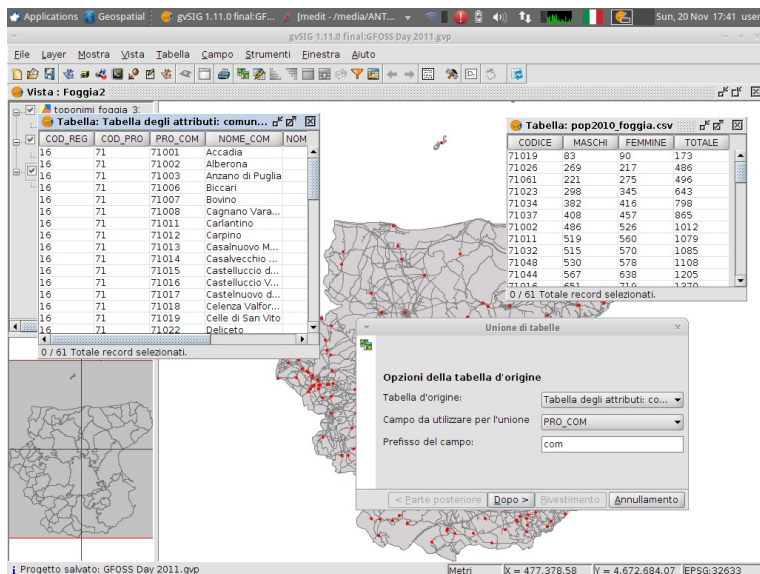 Applications Geospatial gvSIG 1.11.0 final:GF... [medit - /media/ANT... Sun, 20 Nov 17:41 user
gvSIG 1.11.0 final:GFOSS Day 2011.gvp
File Layer Mostra Vista Tabella Campo Strumenti Finestra Aiuto
Vista : Foggia2
toponimi foggia 3:
Tabella: Tabella degli attributi: comun...
COD_REG COD_PRO PRO_COM NOME_COM NOM
16 71 71001 Accadia
16 71 71002 Alberona
16 71 71003 Anzano di Puglia
16 71 71006 Biccari
16 71 71007 Bovino
16 71 71008 Cagnano Vara...
16 71 71011 Carlantino
16 71 71012 Carpino
16 71 71013 Casalnuovo M...
16 71 71014 Casalvecchio ...
16 71 71015 Castelluccio d...
16 71 71016 Castelluccio V...
16 71 71017 Castelnuovo d...
16 71 71018 Celenza Valfor...
16 71 71019 Celle di San Vito
16 71 71022 Deliceto
0 / 61 Totale record selezionati.
Tabella: pop2010_foggia.csv
CODICE MASCHI FEMMINE TOTALE
71019 83 90 173
71026 269 217 486
71061 221 275 496
71023 298 345 643
71034 382 416 798
71037 408 457 865
71002 486 526 1012
71011 519 560 1079
71032 515 570 1085
71048 530 578 1108
71044 567 638 1205
71016 651 719 1370
0 / 61 Totale record selezionati.
Unione di tabelle
Opzioni della tabella d'origine
Tabella d'origine: Tabella degli attributi: co...
Campo da utilizzare per l'unione PRO_COM
Prefisso del campo: com
< Parte posteriore Dopo > Rivestimento Annullamento
Progetto salvato: GFOSS Day 2011.gvp Metri X = 477.378,58 Y = 4.672.684,07 EPSG:32633